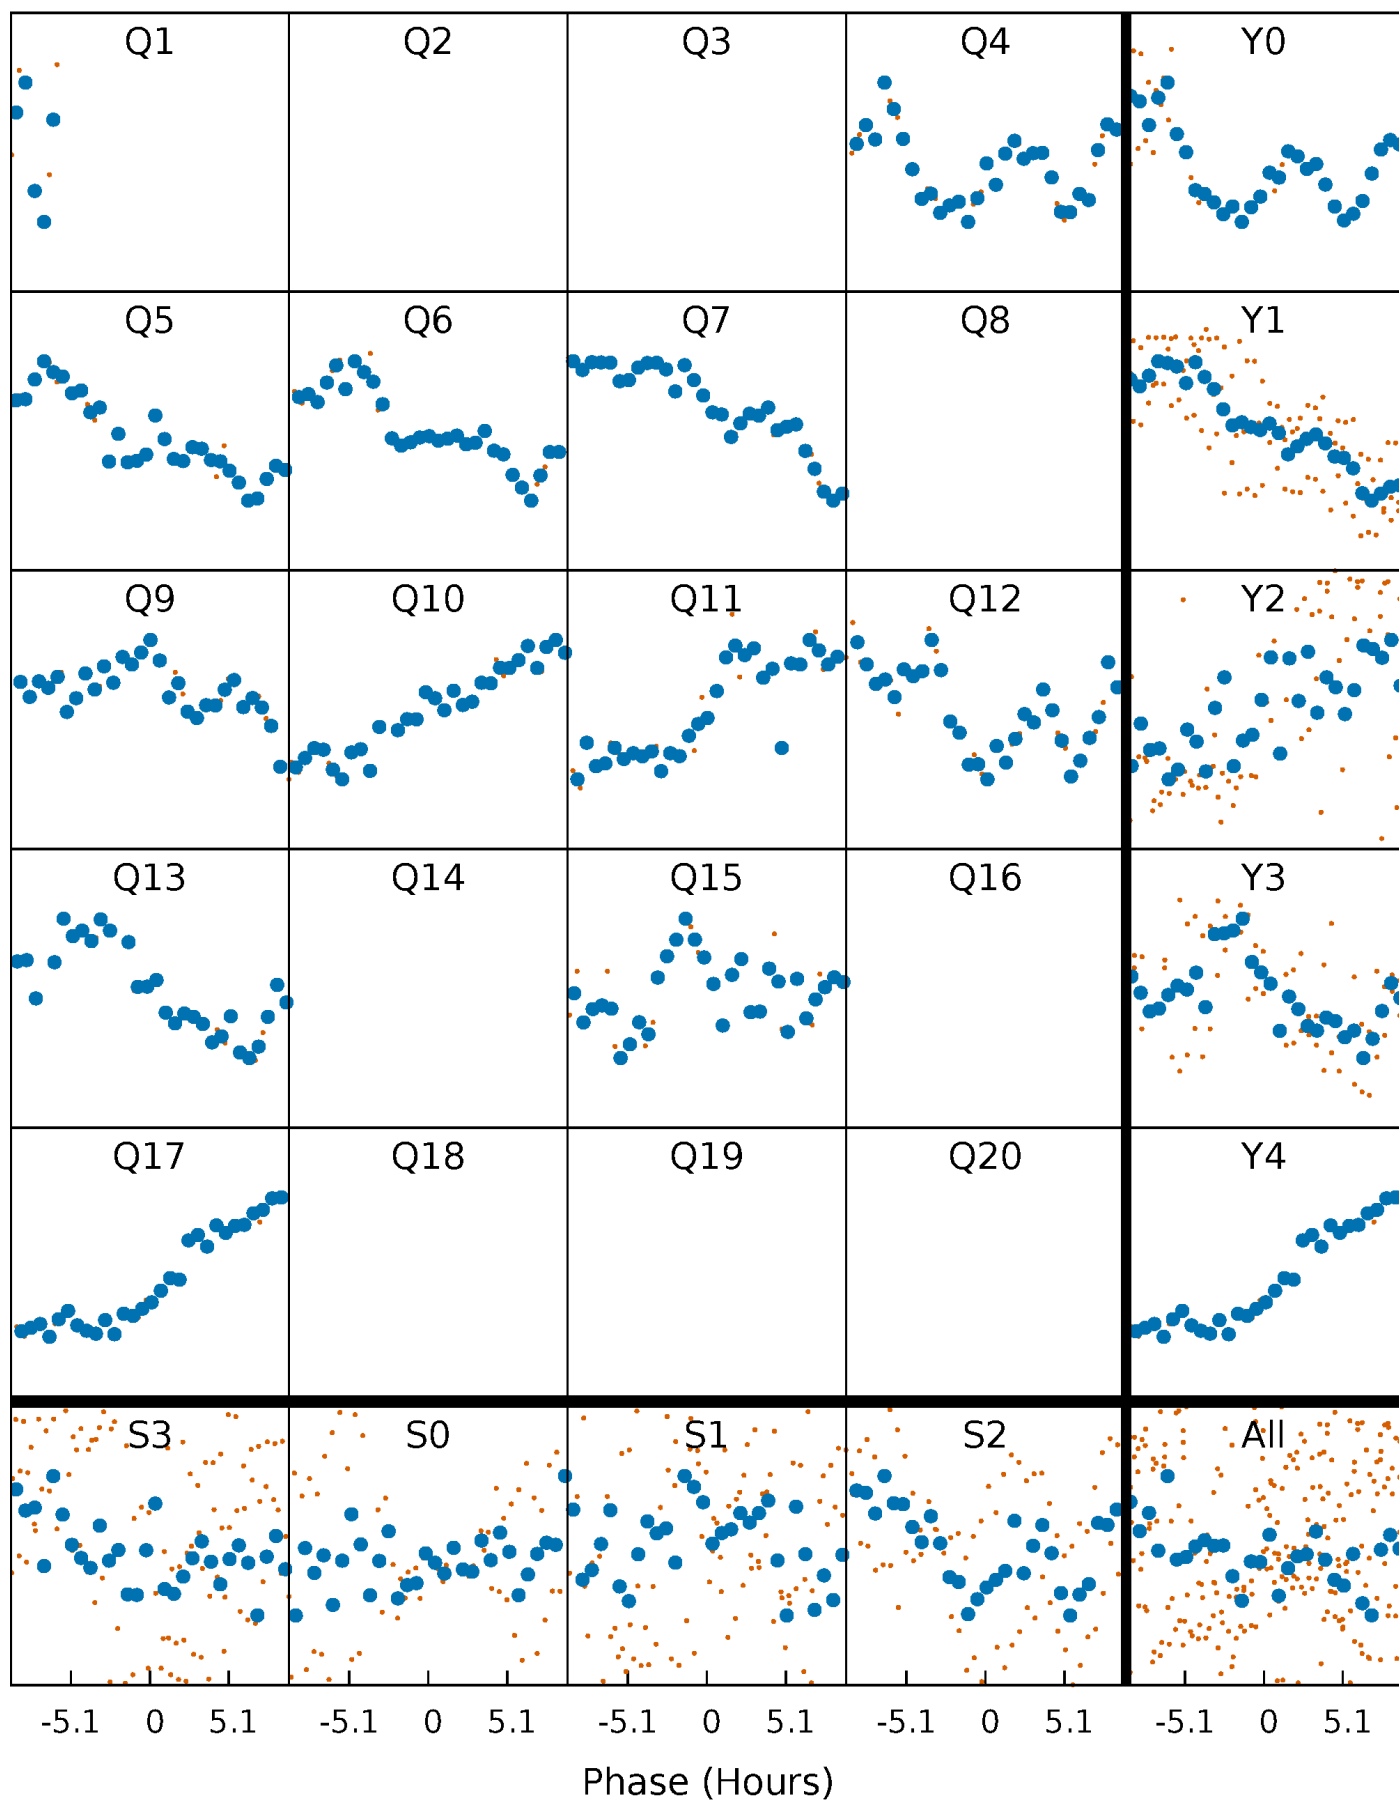 Q1 Q2 Q3 Q4 Y0
Q5 Q6 Q7 Q8 Y1
Q9 Q10 Q11 Q12 Y2
Q13 Q14 Q15 Q16 Y3
Q17 Q18 Q19 Q20 Y4
S3 S0 S1 S2 All
-5.1 0 5.1 -5.1 0 5.1 -5.1 0 5.1 -5.1 0 5.1 -5.1 0 5.1
Phase (Hours)